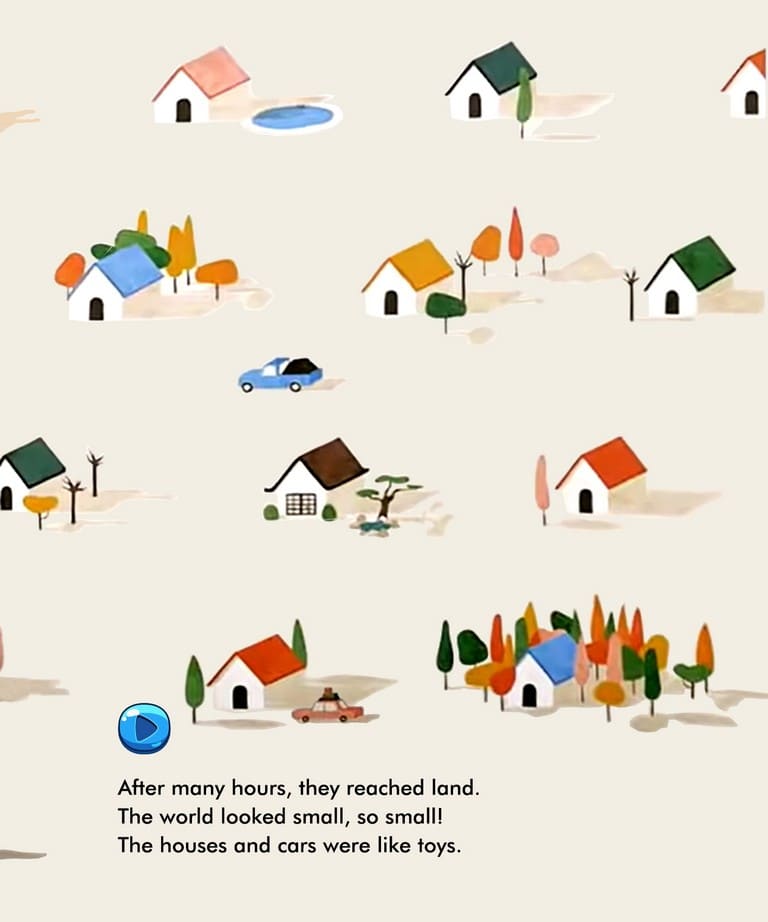 After many hours, they reached land.
The world looked small, so small!
The houses and cars were like toys.